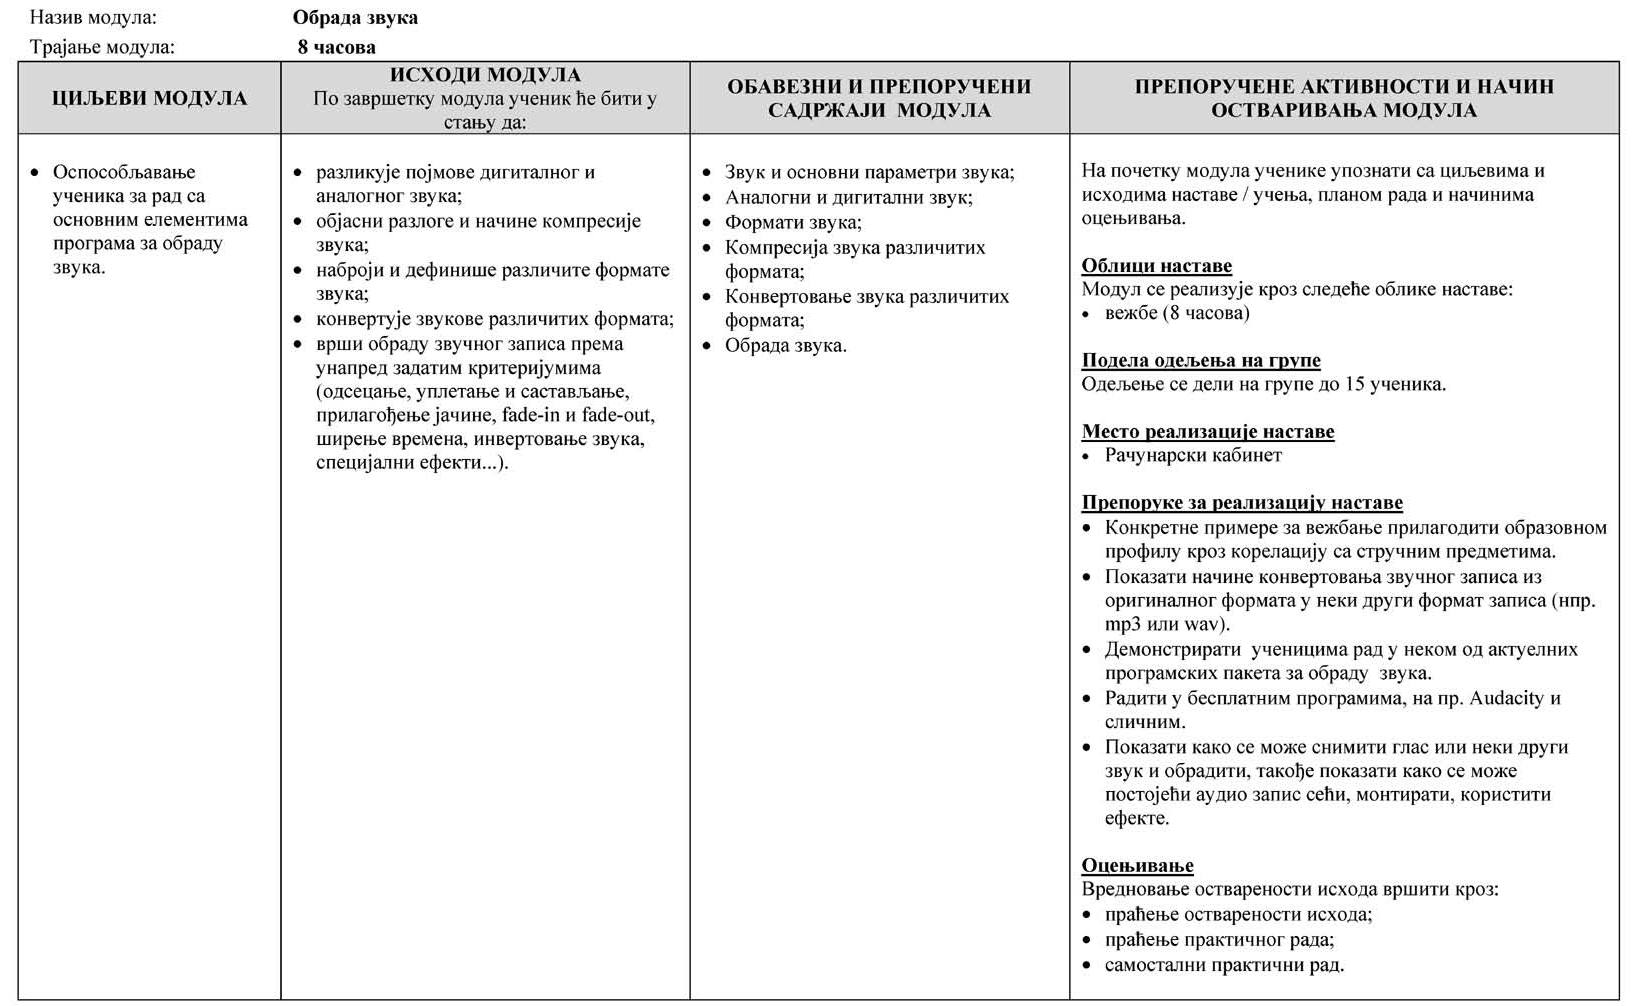 Назив модула: Обрада звука
Трајање модула: 8 часова
ЦИЉЕВИ МОДУЛА
ИСХОДИ МОДУЛА
По завршетку модула ученик ће бити у
стању да:
ОБАВЕЗНИ И ПРЕПОРУЧЕНИ
САДРЖАЈИ МОДУЛА
ПРЕПОРУЧЕНЕ АКТИВНОСТИ И НАЧИН
ОСТВАРИВАЊА МОДУЛА
• Оспособљавање
ученика за рад са
основним елементима
програма за обраду
звука.
• разликује појмове дигиталног и
аналогног звука;
• објасни разлоге и начине компресије
звука;
• наброји и дефинише различите формате
звука;
• конвертује звукове различитих формата;
• врши обраду звучног записа према
унапред задатим критеријумима
(одсецање, уплетање и састављање,
прилагођење јачине, fade-in и fade-out,
ширење времена, инвертовање звука,
специјални ефекти...).
• Звук и основни параметри звука;
• Аналогни и дигитални звук;
• Формати звука;
• Компресија звука различитих
формата;
• Конвертовање звука различитих
формата;
• Обрада звука.
На почетку модула ученике упознати са циљевима и
исходима наставе / учења, планом рада и начинима
оцењивања.
Облици наставе
Модул се реализује кроз следеће облике наставе:
• вежбе (8 часова)
Подела одељења на групе
Одељење се дели на групе до 15 ученика.
Место реализације наставе
• Рачунарски кабинет
Препоруке за реализацију наставе
• Конкретне примере за вежбање прилагодити образовном
профилу кроз корелацију са стручним предметима.
• Показати начине конвертовања звучног записа из
оригиналног формата у неки други формат записа (нпр.
mp3 или wav).
• Демонстрирати ученицима рад у неком од актуелних
програмских пакета за обраду звука.
• Радити у бесплатним програмима, на пр. Audacity и
сличним.
• Показати како се може снимити глас или неки други
звук и обрадити, такође показати како се може
постојећи аудио запис сећи, монтирати, користити
ефекте.
Оцењивање
Вредновање остварености исхода вршити кроз:
• праћење остварености исхода;
• праћење практичног рада;
• самостални практични рад.